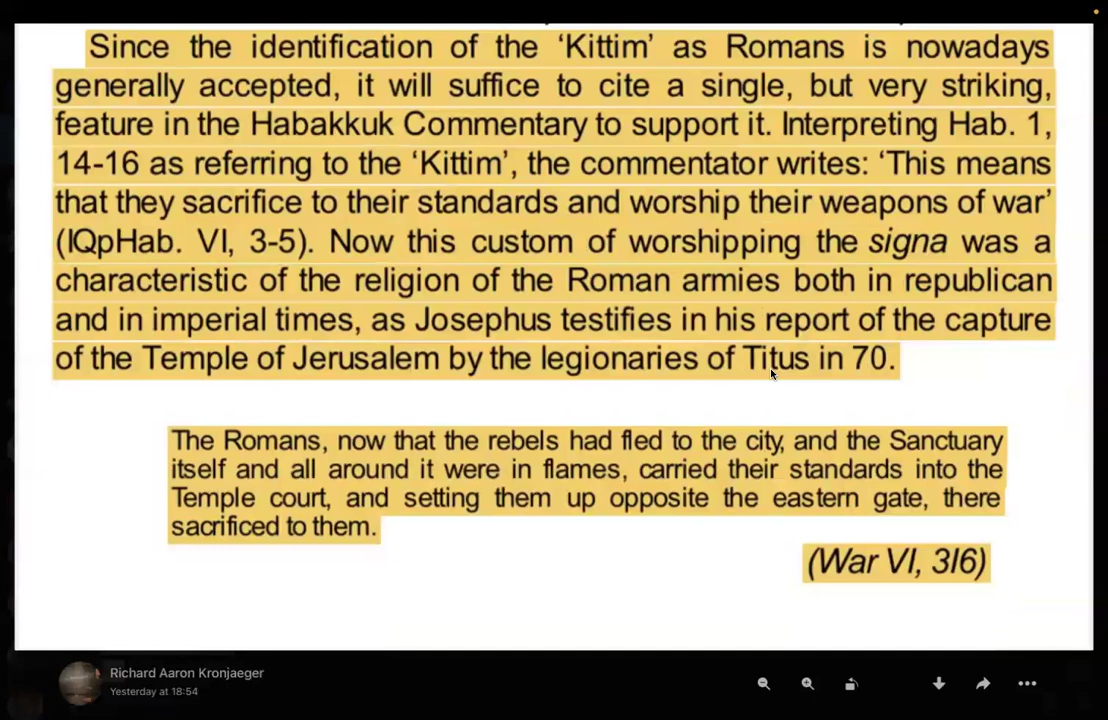 Since the identification of the ‘Kittim’ as Romans is nowadays
generally accepted, it will suffice to cite a single, but very striking,
feature in the Habakkuk Commentary to support it. Interpreting Hab. 1,
14-16 as referring to the ‘Kittim’, the commentator writes: ‘This means
that they sacrifice to their standards and worship their weapons of war’
(IQpHab. VI, 3-5). Now this custom of worshipping the signa was a
characteristic of the religion of the Roman armies both in republican
and in imperial times, as Josephus testifies in his report of the capture
of the Temple of Jerusalem by the legionaries of Titus in 70.
The Romans, now that the rebels had fled to the city, and the Sanctuary
itself and all around it were in flames, carried their standards into the
Temple court, and setting them up opposite the eastern gate, there
sacrificed to them.
(War VI, 3I6)
Richard Aaron Kronjaeger
Yesterday at 18:54